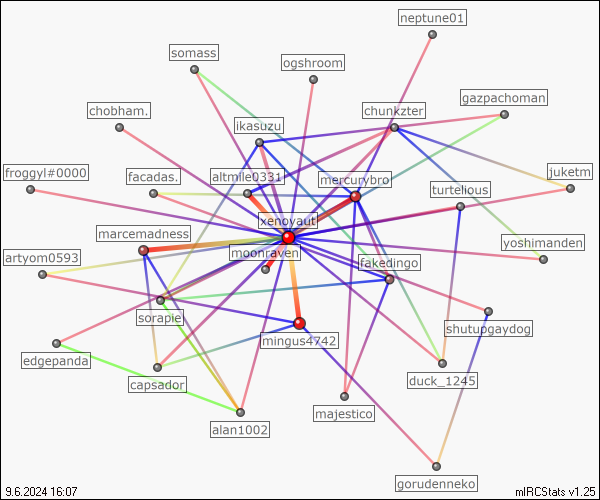 neptune01
somass
ogshroom
gazpachoman
chobham.
chunkzter
ikasuzu
froggyl#0000
facadas.
altmile0331
mercurybro
juketm
turtelious
xenovaut
marcemadness
moonraven
yoshimanden
artyom0593
fakedingo
sorapie
shutupgaydog
mingus4742
edgepanda
capsador
duck_1245
majestico
alan1002
gorudenneko
9.6.2024 16:07
mIRCStats v1.25